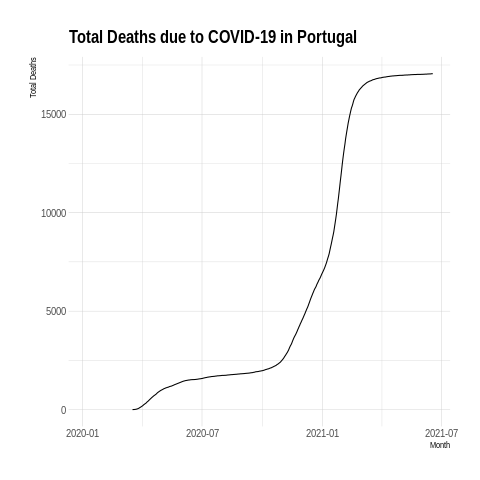 Total Deaths due to COVID-19 in Portugal
Total Deaths
15000
10000
5000
0
2020-01 2020-07 2021-01 2021-07
Month